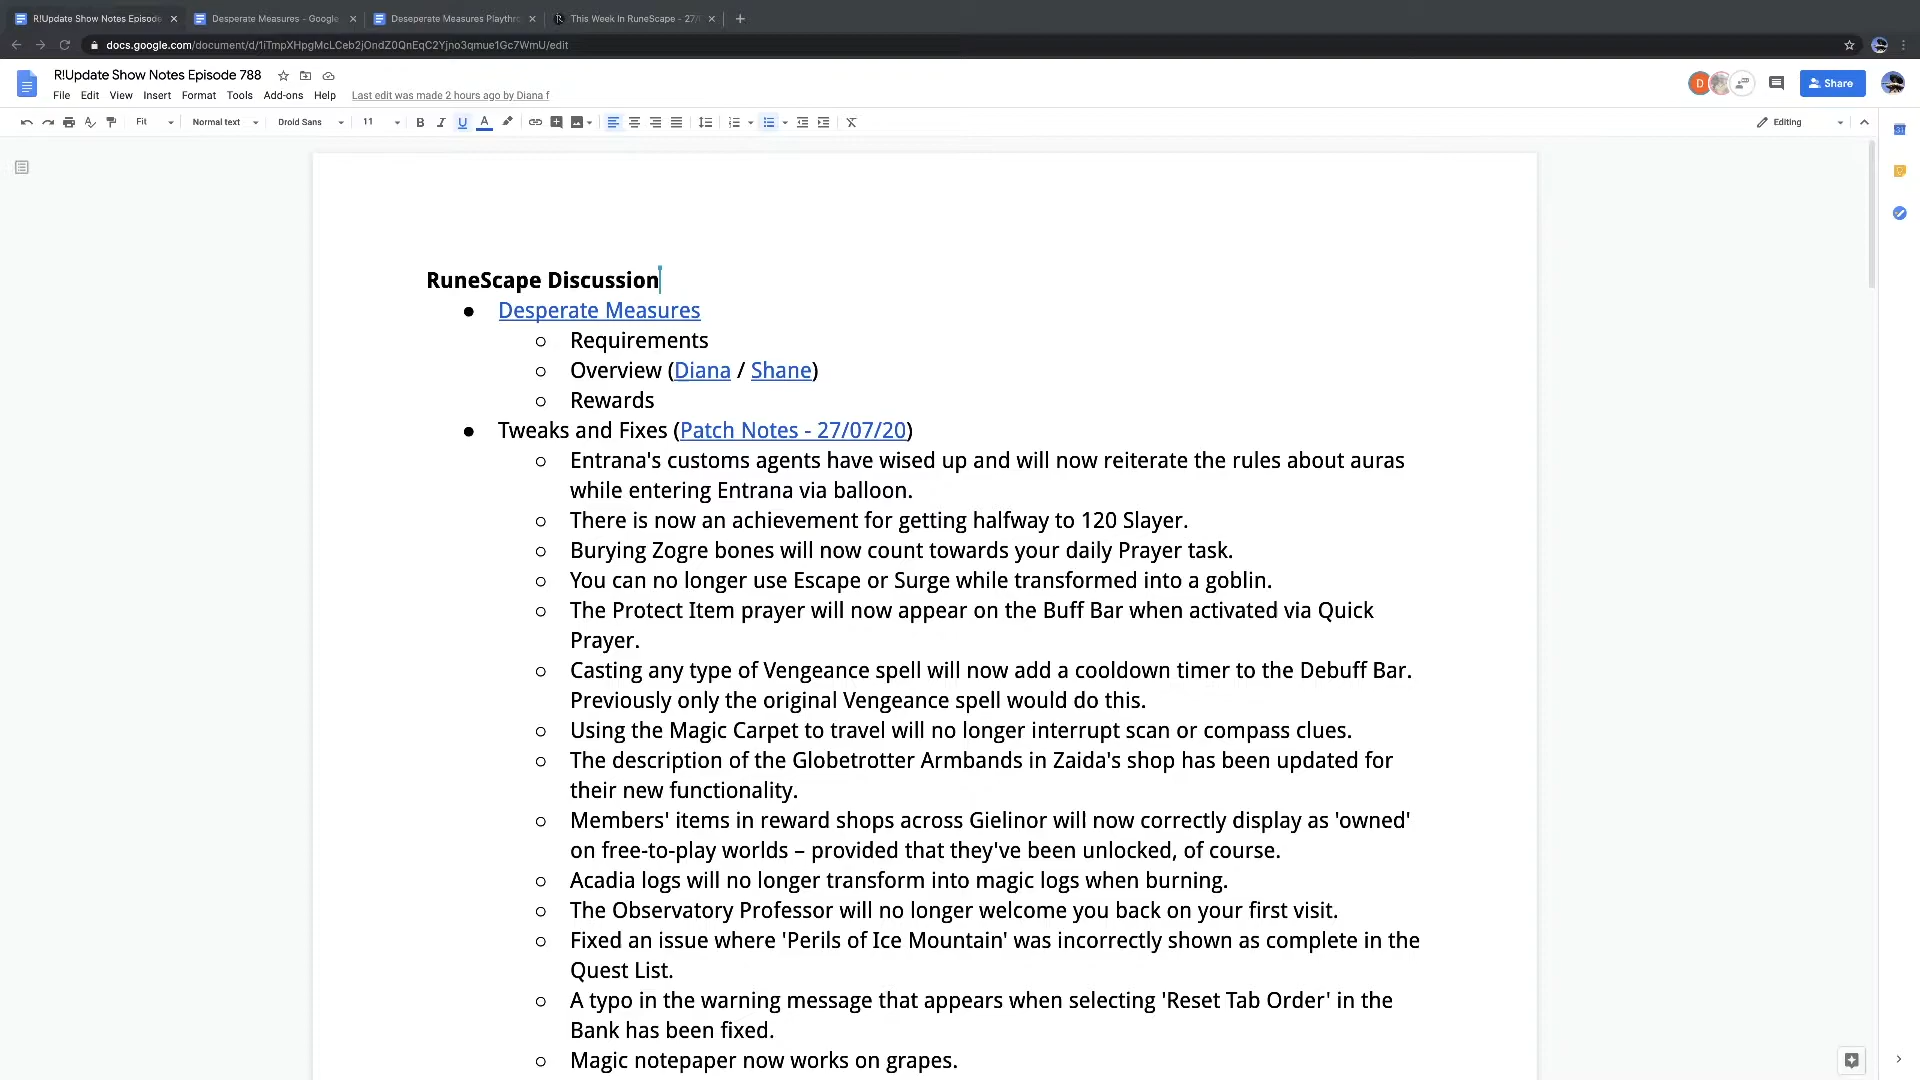 R!Update Show Notes Episode
Desperate Measures - Google
Deseperate Measures Playthr
This Week In RuneScape - 27/
docs.google.com/document/d/1iTmpXHpgMcLCeb2jOndZ0QnEqC2Yjno3qmue1Gc7WmU/edit
R!Update Show Notes Episode 788
File Edit View Insert Format Tools Add-ons Help Last edit was made 2 hours ago by Diana f
D
Share
Fit Normal text Droid Sans 11 B I U A Editing
31
RuneScape Discussion
● Desperate Measures
○ Requirements
○ Overview (Diana / Shane)
○ Rewards
● Tweaks and Fixes (Patch Notes - 27/07/20)
○ Entrana's customs agents have wised up and will now reiterate the rules about auras
while entering Entrana via balloon.
○ There is now an achievement for getting halfway to 120 Slayer.
○ Burying Zogre bones will now count towards your daily Prayer task.
○ You can no longer use Escape or Surge while transformed into a goblin.
○ The Protect Item prayer will now appear on the Buff Bar when activated via Quick
Prayer.
○ Casting any type of Vengeance spell will now add a cooldown timer to the Debuff Bar.
Previously only the original Vengeance spell would do this.
○ Using the Magic Carpet to travel will no longer interrupt scan or compass clues.
○ The description of the Globetrotter Armbands in Zaida's shop has been updated for
their new functionality.
○ Members' items in reward shops across Gielinor will now correctly display as 'owned'
on free-to-play worlds – provided that they've been unlocked, of course.
○ Acadia logs will no longer transform into magic logs when burning.
○ The Observatory Professor will no longer welcome you back on your first visit.
○ Fixed an issue where 'Perils of Ice Mountain' was incorrectly shown as complete in the
Quest List.
○ A typo in the warning message that appears when selecting 'Reset Tab Order' in the
Bank has been fixed.
○ Magic notepaper now works on grapes.